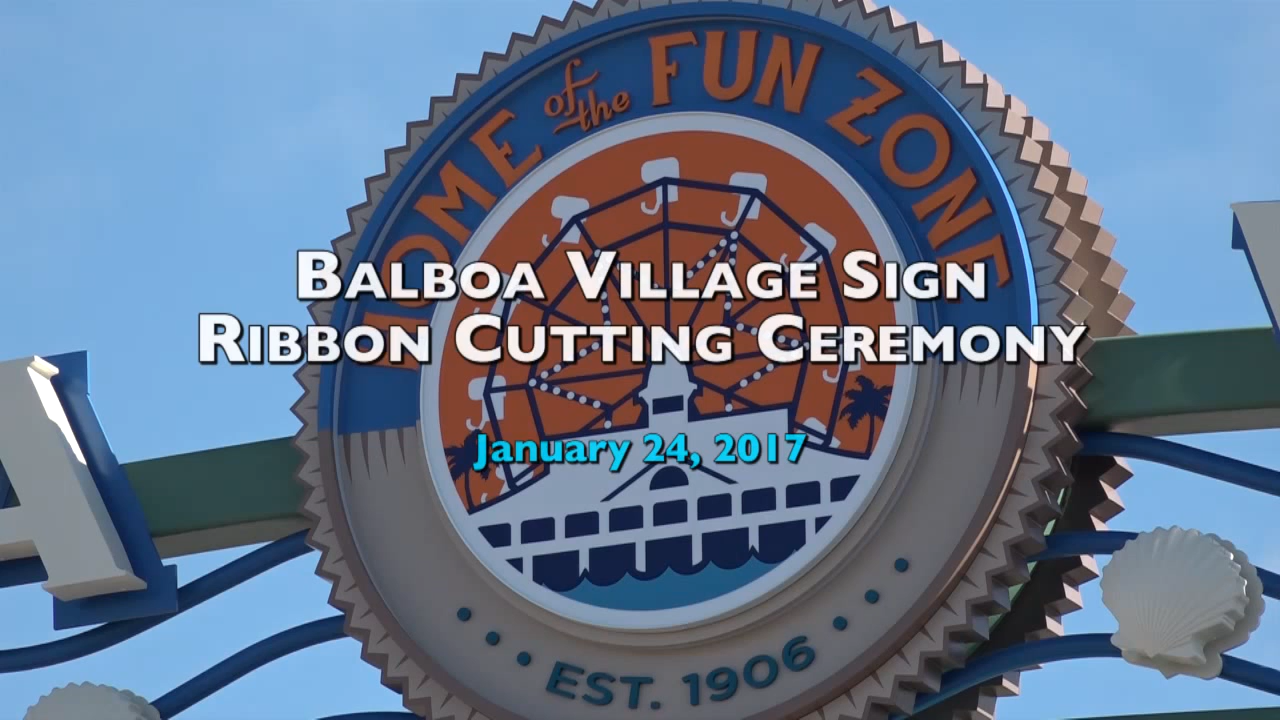 HOME of the FUN ZONE
BALBOA VILLAGE SIGN
RIBBON CUTTING CEREMONY
January 24, 2017
EST. 1906